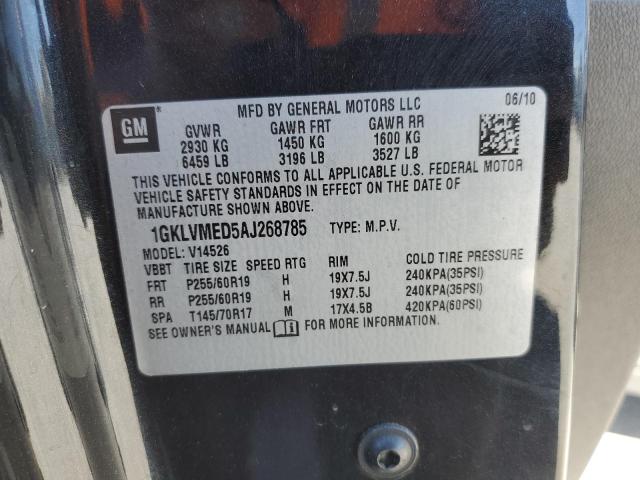 GM
MFD BY GENERAL MOTORS LLC 06/10
GVWR GAWR FRT GAWR RR
2930 KG 1450 KG 1600 KG
6459 LB 3196 LB 3527 LB
THIS VEHICLE CONFORMS TO ALL APPLICABLE U.S. FEDERAL MOTOR
VEHICLE SAFETY STANDARDS IN EFFECT ON THE DATE OF
MANUFACTURE SHOWN ABOVE.
1GKLVMED5AJ268785 TYPE: M.P.V.
MODEL: V14526
VBBT TIRE SIZE SPEED RTG RIM COLD TIRE PRESSURE
FRT P255/60R19 H 19X7.5J 240KPA(35PSI)
RR P255/60R19 H 19X7.5J 240KPA(35PSI)
SPA T145/70R17 M 17X4.5B 420KPA(60PSI)
SEE OWNER'S MANUAL FOR MORE INFORMATION.